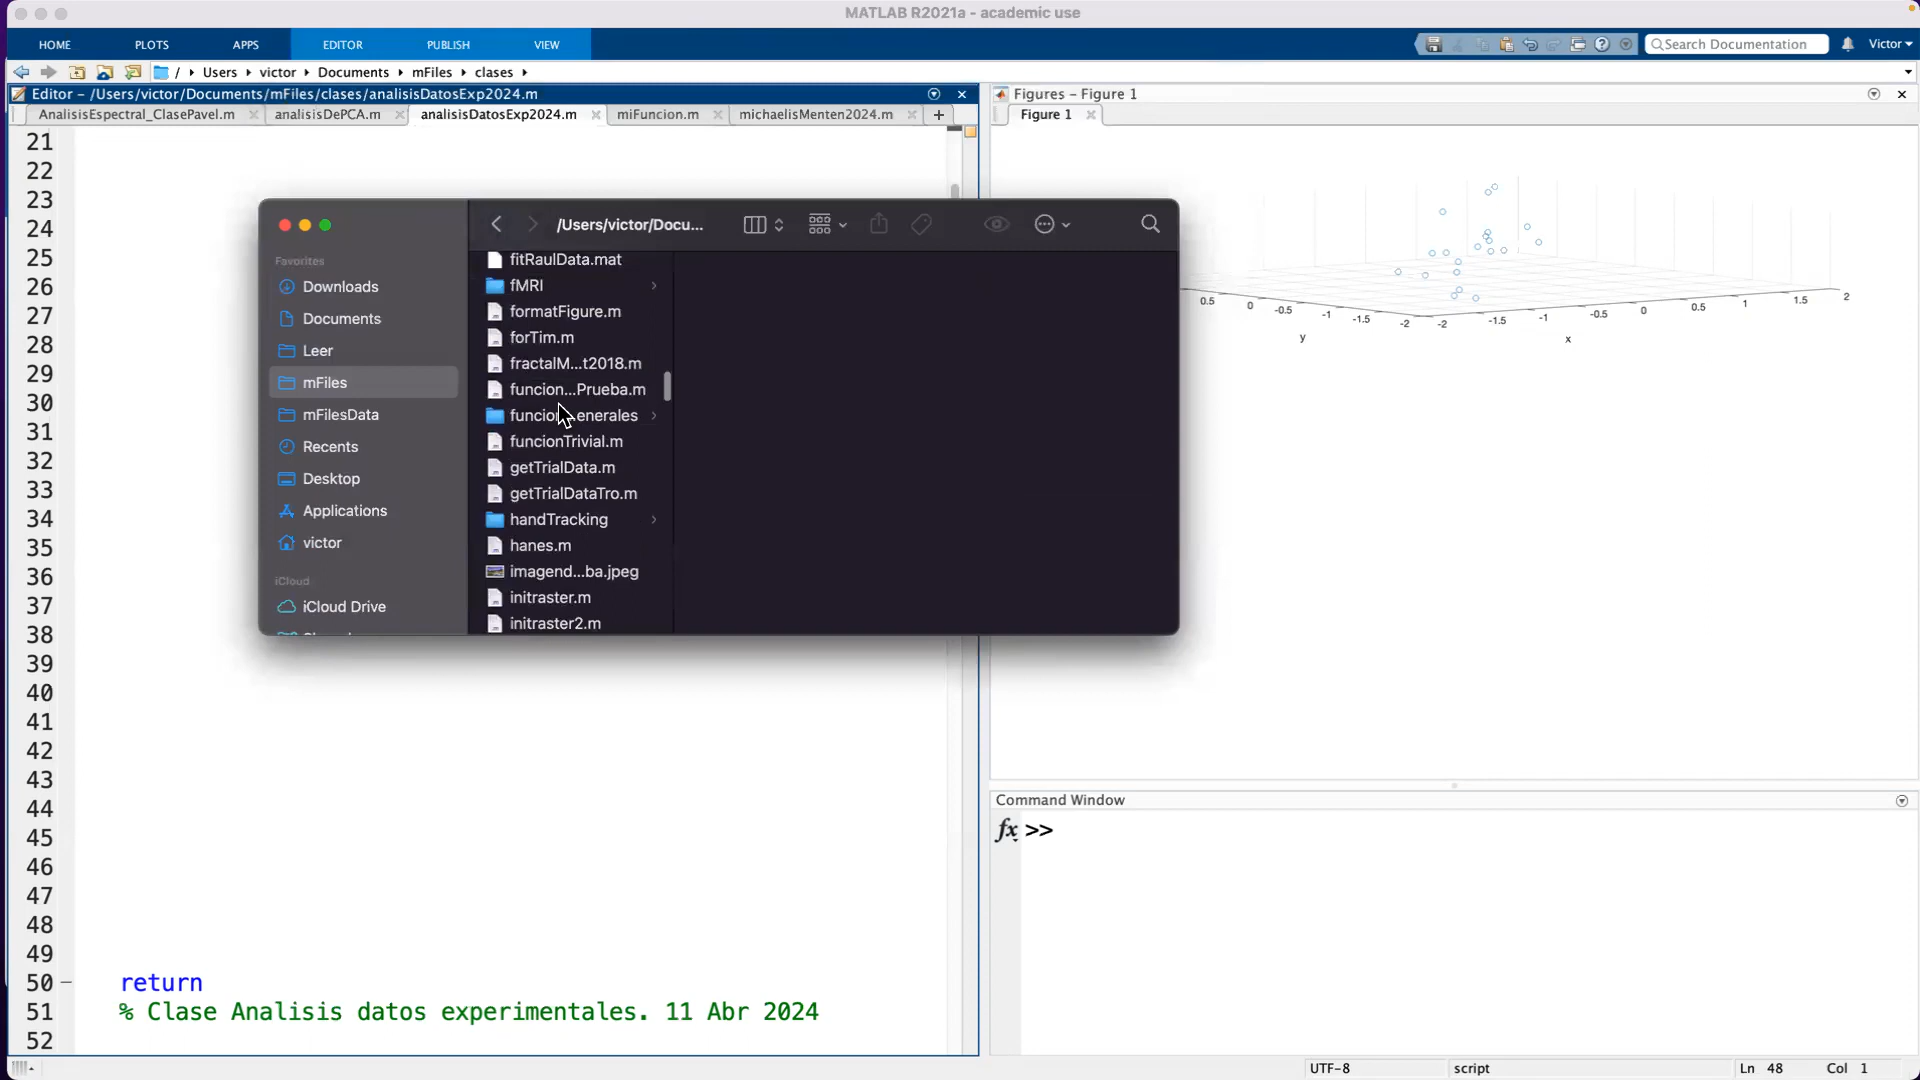 MATLAB R2021a - academic use
HOME PLOTS APPS EDITOR PUBLISH VIEW
Search Documentation
Victor
/ Users victor Documents mFiles clases
Editor - /Users/victor/Documents/mFiles/clases/analisisDatosExp2024.m
AnalisisEspectral_ClasePavel.m analisisDePCA.m analisisDatosExp2024.m miFuncion.m michaelisMenten2024.m
21
22
23
24
25
26
27
28
29
30
31
32
33
34
35
36
37
38
39
40
41
42
43
44
45
46
47
48
49
50 return
51 % Clase Analisis datos experimentales. 11 Abr 2024
52
/Users/victor/Docu...
Favorites
Downloads
Documents
Leer
mFiles
mFilesData
Recents
Desktop
Applications
victor
iCloud
iCloud Drive
fitRaulData.mat
fMRI
formatFigure.m
forTim.m
fractalM...t2018.m
funcion...Prueba.m
enerales
funcionTrivial.m
getTrialData.m
getTrialDataTro.m
handTracking
hanes.m
imagend...ba.jpeg
initraster.m
initraster2.m
Figures - Figure 1
Figure 1
0.5 0 -0.5 -1 -1.5 -2
-2 -1.5 -1 -0.5 0 0.5 1 1.5 2
y
x
Command Window
fx >>
UTF-8 script Ln 48 Col 1